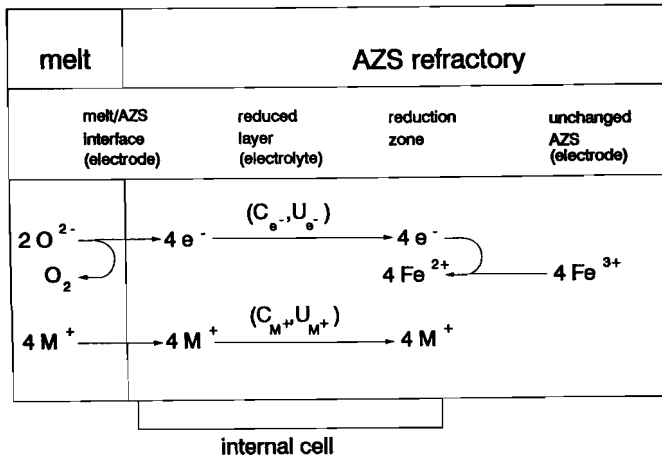 melt AZS refractory
melt/AZS interface (electrode)
reduced layer (electrolyte)
reduction zone
unchanged AZS (electrode)
(C e⁻, U e⁻)
2 O ²⁻ 4 e ⁻ 4 e ⁻
O₂ 4 Fe ²⁺ 4 Fe ³⁺
(C M⁺, U M⁺)
4 M ⁺ 4 M ⁺ 4 M ⁺
internal cell